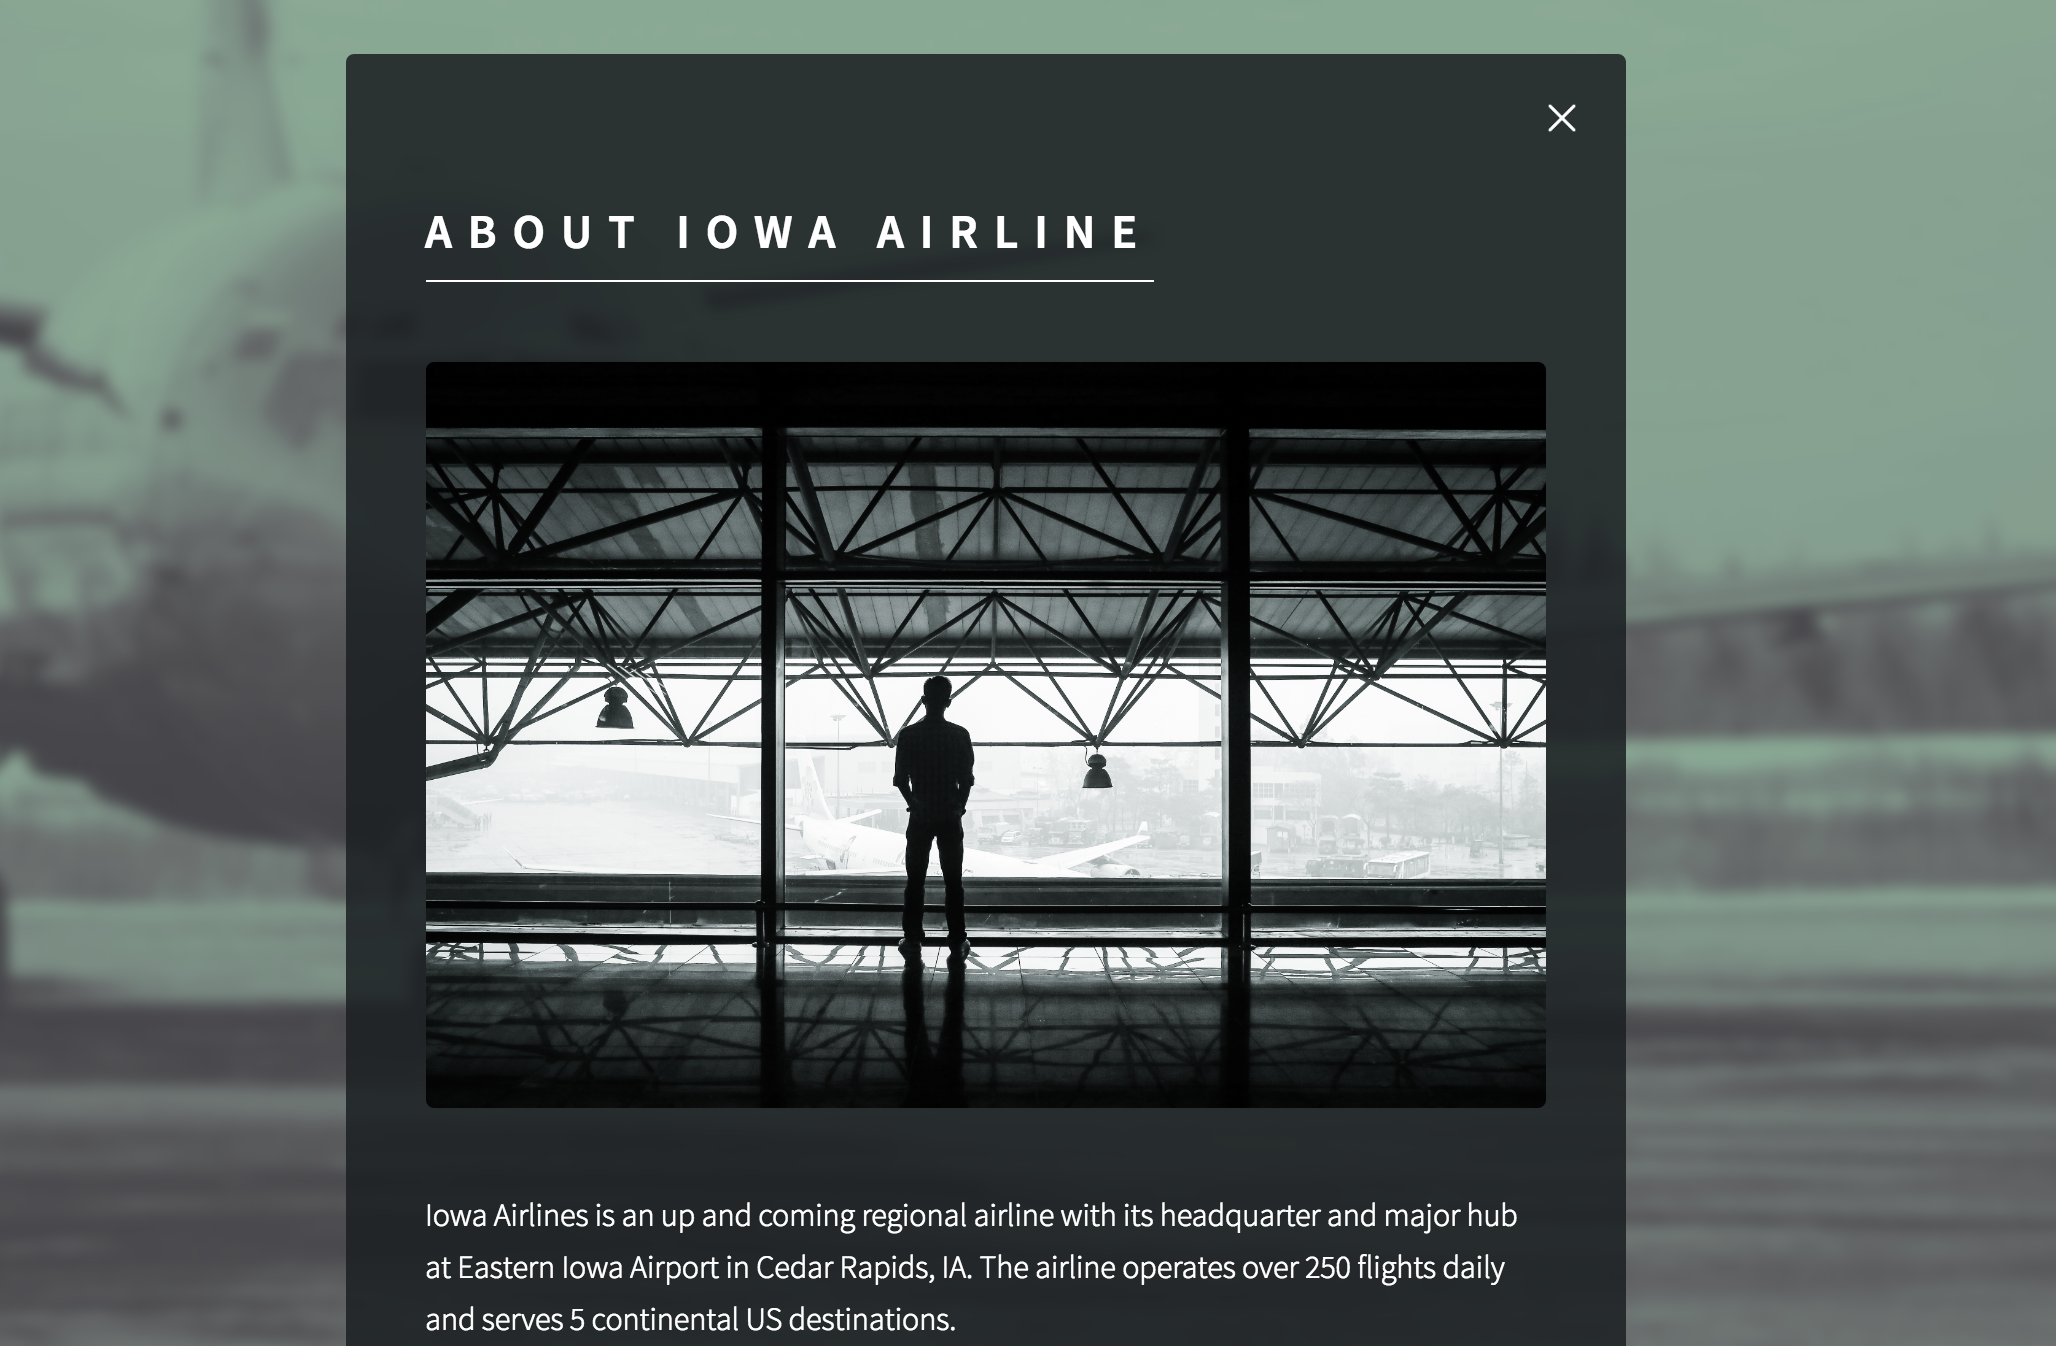 ABOUT IOWA AIRLINE
Iowa Airlines is an up and coming regional airline with its headquarter and major hub
at Eastern Iowa Airport in Cedar Rapids, IA. The airline operates over 250 flights daily
and serves 5 continental US destinations.